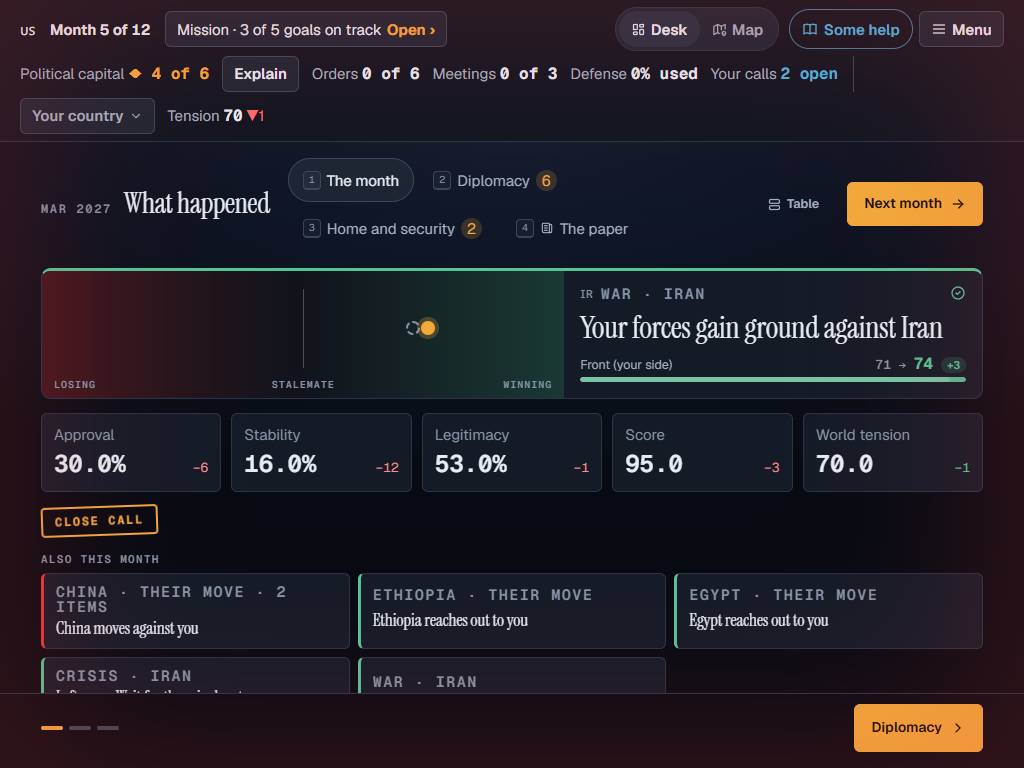 US Month 5 of 12 Mission · 3 of 5 goals on track Open › Desk Map Some help Menu
Political capital 4 of 6 Explain Orders 0 of 6 Meetings 0 of 3 Defense 0% used Your calls 2 open
Your country Tension 70 ▼1
MAR 2027 What happened
1 The month 2 Diplomacy 6
3 Home and security 2 4 The paper
Table Next month →
LOSING STALEMATE WINNING
IR WAR · IRAN
Your forces gain ground against Iran
Front (your side) 71 → 74 +3
Approval Stability Legitimacy Score World tension
30.0% −6 16.0% −12 53.0% −1 95.0 −3 70.0 −1
CLOSE CALL
ALSO THIS MONTH
CHINA · THEIR MOVE · 2
ITEMS
China moves against you
ETHIOPIA · THEIR MOVE
Ethiopia reaches out to you
EGYPT · THEIR MOVE
Egypt reaches out to you
CRISIS · IRAN
WAR · IRAN
Diplomacy